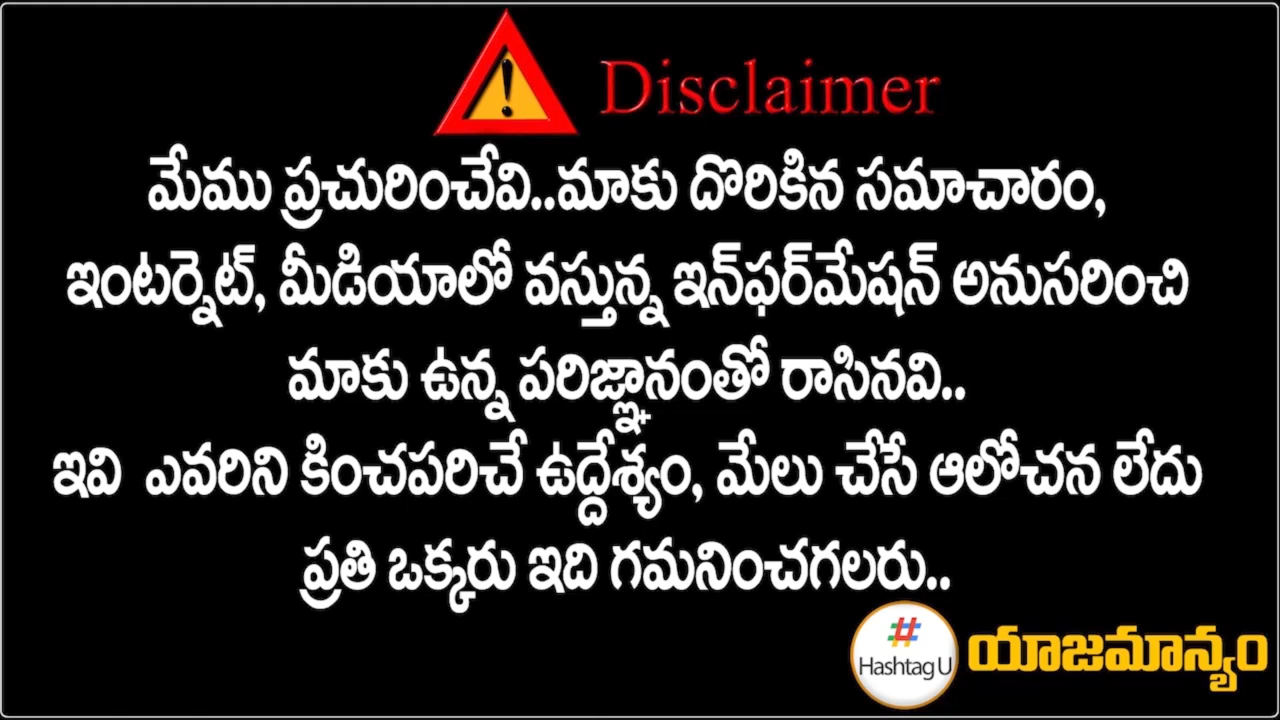 Disclaimer
మేము ప్రచురించేవి..మాకు దొరికిన సమాచారం,
ఇంటర్నెట్, మీడియాలో వస్తున్న ఇన్‌ఫర్‌మేషన్ అనుసరించి
మాకు ఉన్న పరిజ్ఞానంతో రాసినవి..
ఇవి ఎవరిని కించపరిచే ఉద్దేశ్యం, మేలు చేసే ఆలోచన లేదు
ప్రతి ఒక్కరు ఇది గమనించగలరు..
# Hashtag U యాజమాన్యం